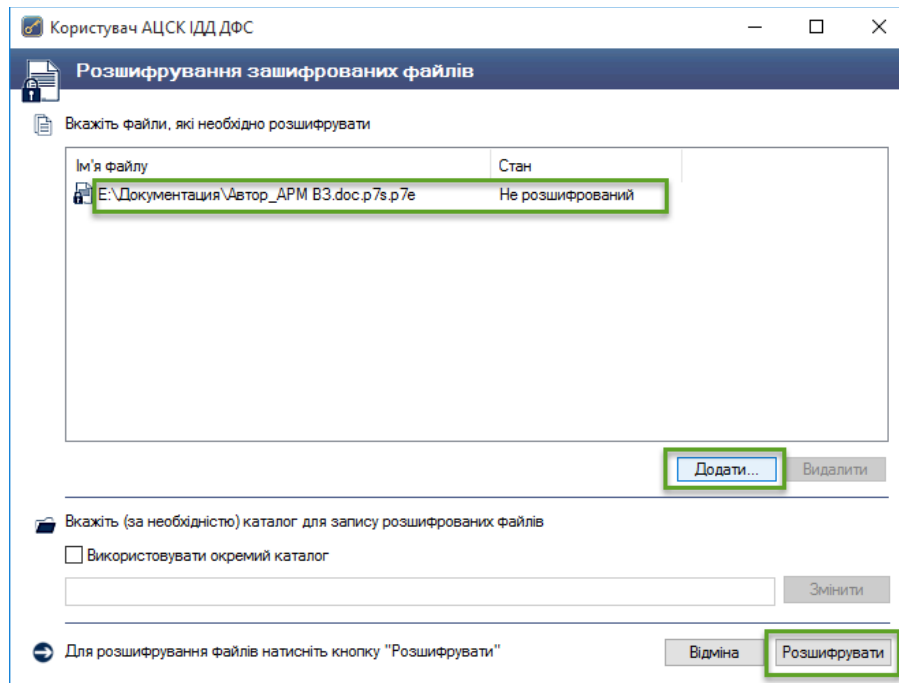 Користувач АЦСК ІДД ДФС
Розшифрування зашифрованих файлів
Вкажіть файли, які необхідно розшифрувати
Ім'я файлу Стан
E:\Документация\Автор_АРМ ВЗ.doc.p7s.p7e Не розшифрований
Додати... Видалити
Вкажіть (за необхідністю) каталог для запису розшифрованих файлів
Використовувати окремий каталог
Змінити
Для розшифрування файлів натисніть кнопку "Розшифрувати" Відміна Розшифрувати